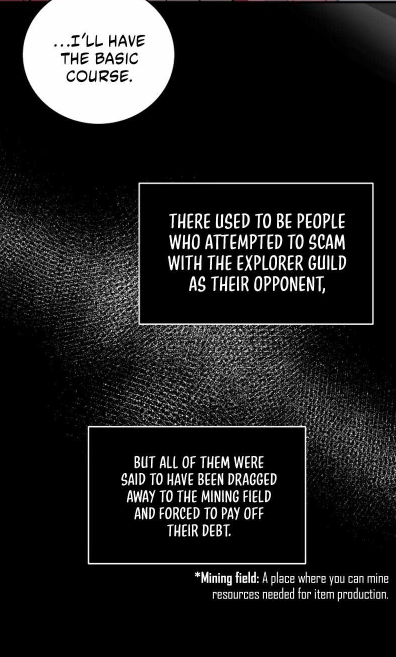 ...I'LL HAVE
THE BASIC
COURSE.
THERE USED TO BE PEOPLE
WHO ATTEMPTED TO SCAM
WITH THE EXPLORER GUILD
AS THEIR OPPONENT,
BUT ALL OF THEM WERE
SAID TO HAVE BEEN DRAGGED
AWAY TO THE MINING FIELD
AND FORCED TO PAY OFF
THEIR DEBT.
*Mining field: A place where you can mine
resources needed for item production.